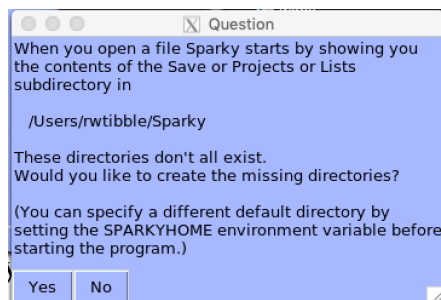 Question
When you open a file Sparky starts by showing you
the contents of the Save or Projects or Lists
subdirectory in
/Users/rwtibble/Sparky
These directories don't all exist.
Would you like to create the missing directories?
(You can specify a different default directory by
setting the SPARKYHOME environment variable before
starting the program.)
Yes No